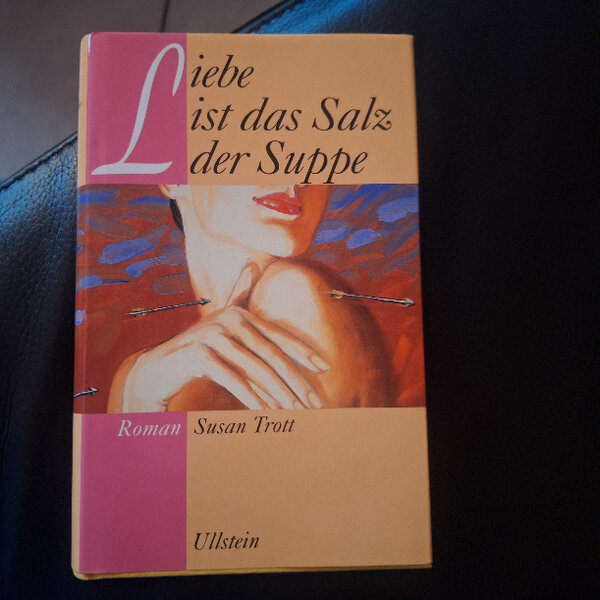 Liebe
ist das Salz
der Suppe
Roman Susan Trott
Ullstein